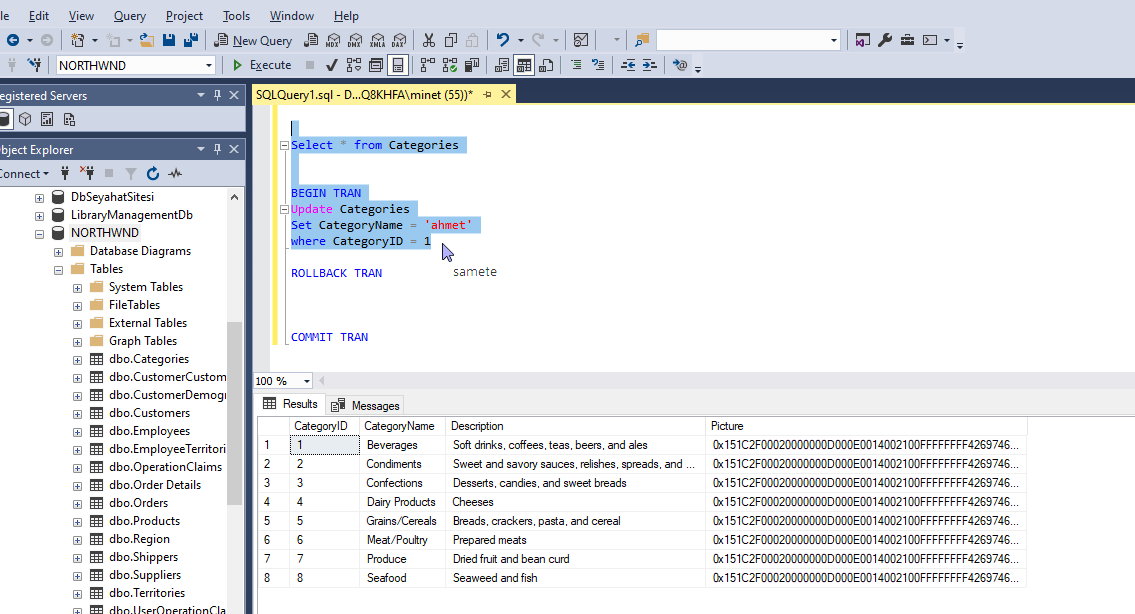 le Edit View Query Project Tools Window Help
New Query MDX DMX XMLA DAX
NORTHWND Execute
egistered Servers
SQLQuery1.sql - D...Q8KHFA\minet (55))*
bject Explorer
onnect
DbSeyahatSitesi
LibraryManagementDb
NORTHWND
Database Diagrams
Tables
System Tables
FileTables
External Tables
Graph Tables
dbo.Categories
dbo.CustomerCustom
dbo.CustomerDemog
dbo.Customers
dbo.Employees
dbo.EmployeeTerritori
dbo.OperationClaims
dbo.Order Details
dbo.Orders
dbo.Products
dbo.Region
dbo.Shippers
dbo.Suppliers
dbo.Territories
dbo.UserOperationCla
Select * from Categories
BEGIN TRAN
Update Categories
Set CategoryName = 'ahmet'
where CategoryID = 1
ROLLBACK TRAN
samete
COMMIT TRAN
100 %
Results Messages
CategoryID CategoryName Description Picture
1 1 Beverages Soft drinks, coffees, teas, beers, and ales 0x151C2F00020000000D000E0014002100FFFFFFFF4269746...
2 2 Condiments Sweet and savory sauces, relishes, spreads, and ... 0x151C2F00020000000D000E0014002100FFFFFFFF4269746...
3 3 Confections Desserts, candies, and sweet breads 0x151C2F00020000000D000E0014002100FFFFFFFF4269746...
4 4 Dairy Products Cheeses 0x151C2F00020000000D000E0014002100FFFFFFFF4269746...
5 5 Grains/Cereals Breads, crackers, pasta, and cereal 0x151C2F00020000000D000E0014002100FFFFFFFF4269746...
6 6 Meat/Poultry Prepared meats 0x151C2F00020000000D000E0014002100FFFFFFFF4269746...
7 7 Produce Dried fruit and bean curd 0x151C2F00020000000D000E0014002100FFFFFFFF4269746...
8 8 Seafood Seaweed and fish 0x151C2F00020000000D000E0014002100FFFFFFFF4269746...